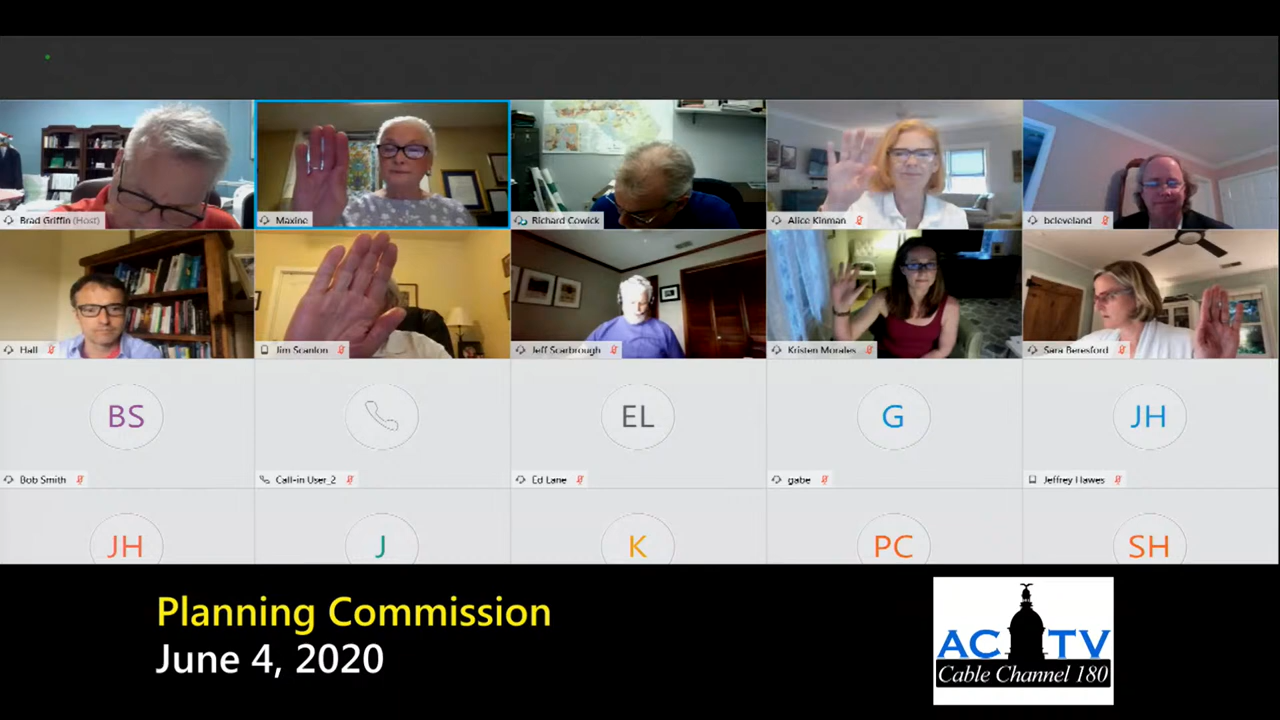 Brad Griffin (Host)
Maxine
Richard Cowick
Alice Kinman
bcleveland
Hall
Jim Scanlon
Jeff Scarbrough
Kristen Morales
Sara Beresford
BS
EL
G
JH
Bob Smith
Call-in User_2
Ed Lane
gabe
Jeffrey Hawes
JH
J
K
PC
SH
Planning Commission
June 4, 2020
AC TV
Cable Channel 180